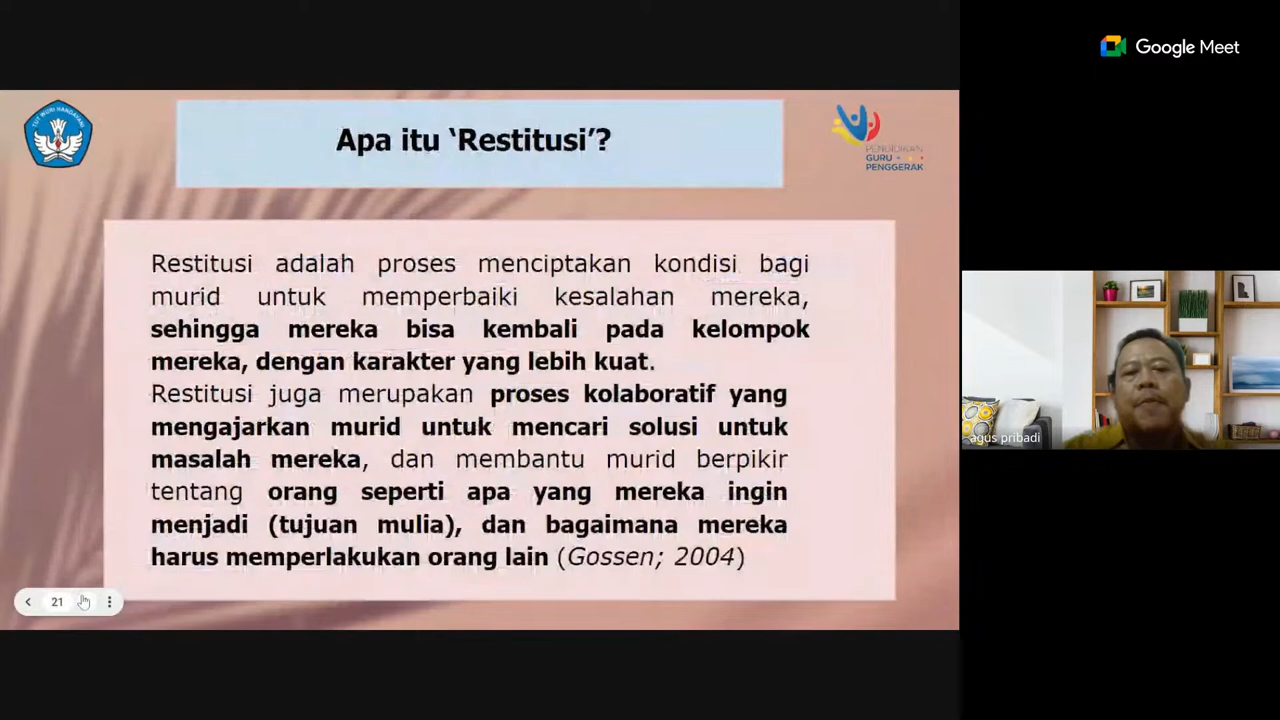 Google Meet
TUT WURI HANDAYANI
Apa itu ‘Restitusi’?
PENDIDIKAN
GURU
PENGGERAK
Restitusi adalah proses menciptakan kondisi bagi
murid untuk memperbaiki kesalahan mereka,
sehingga mereka bisa kembali pada kelompok
mereka, dengan karakter yang lebih kuat.
Restitusi juga merupakan proses kolaboratif yang
mengajarkan murid untuk mencari solusi untuk
masalah mereka, dan membantu murid berpikir
tentang orang seperti apa yang mereka ingin
menjadi (tujuan mulia), dan bagaimana mereka
harus memperlakukan orang lain (Gossen; 2004)
21
agus pribadi